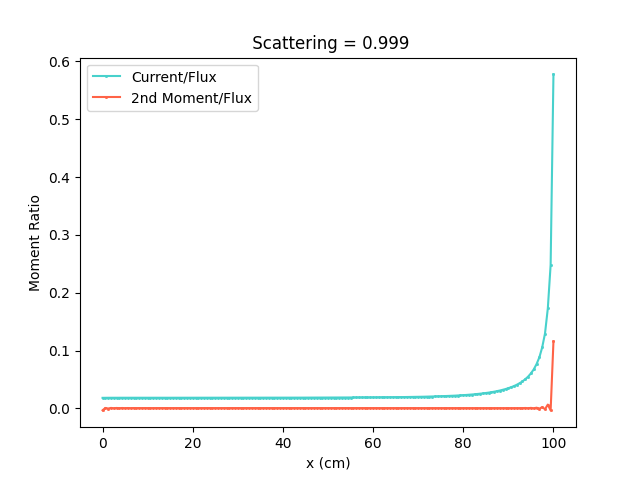 Scattering = 0.999
Current/Flux
2nd Moment/Flux
Moment Ratio
0.6
0.5
0.4
0.3
0.2
0.1
0.0
0 20 40 60 80 100
x (cm)